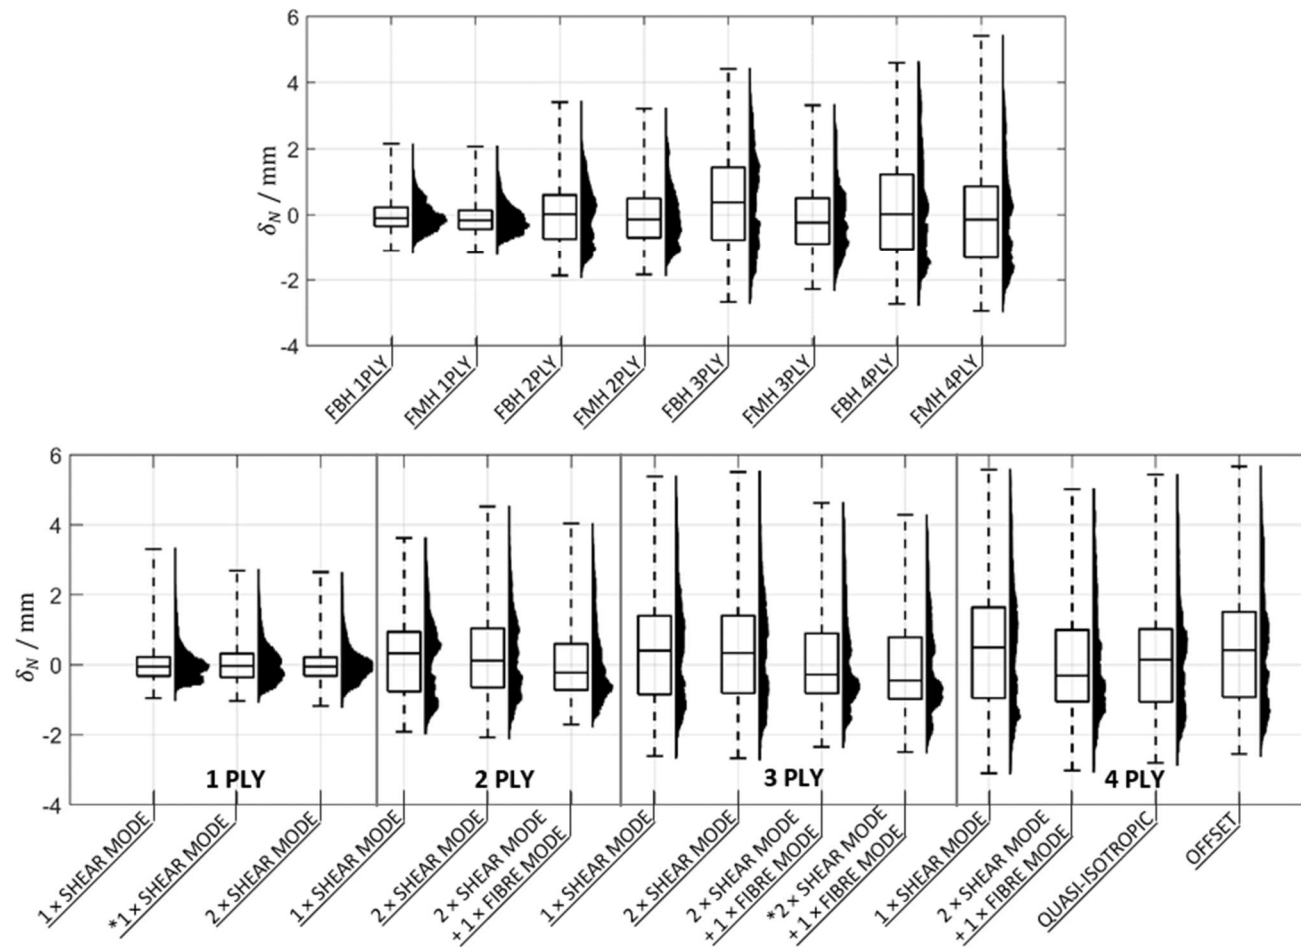 6
4
2
0
-2
-4
δN / mm
FBH 1PLY
FMH 1PLY
FBH 2PLY
FMH 2PLY
FBH 3PLY
FMH 3PLY
FBH 4PLY
FMH 4PLY
6
4
2
0
-2
-4
δN / mm
1 PLY
2 PLY
3 PLY
4 PLY
1 × SHEAR MODE
*1 × SHEAR MODE
2 × SHEAR MODE
1 × SHEAR MODE
2 × SHEAR MODE
2 × SHEAR MODE
+ 1 × FIBRE MODE
1 × SHEAR MODE
2 × SHEAR MODE
2 × SHEAR MODE
+ 1 × FIBRE MODE
*2 × SHEAR MODE
+ 1 × FIBRE MODE
1 × SHEAR MODE
2 × SHEAR MODE
+ 1 × FIBRE MODE
QUASI-ISOTROPIC
OFFSET